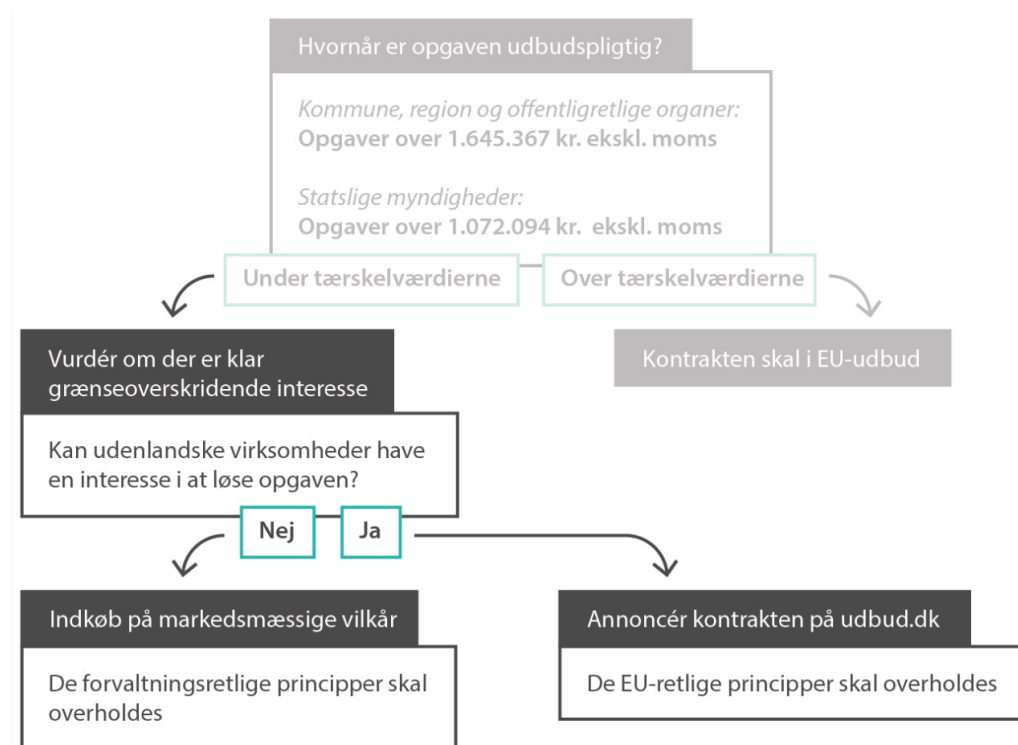 Hvornår er opgaven udbudspligtig?
Kommune, region og offentligretlige organer:
Opgaver over 1.645.367 kr. ekskl. moms
Statslige myndigheder:
Opgaver over 1.072.094 kr. ekskl. moms
Under tærskelværdierne
Over tærskelværdierne
Vurdér om der er klar
grænseoverskridende interesse
Kontrakten skal i EU-udbud
Kan udenlandske virksomheder have
en interesse i at løse opgaven?
Nej
Ja
Indkøb på markedsmæssige vilkår
De forvaltningsretlige principper skal
overholdes
Annoncér kontrakten på udbud.dk
De EU-retlige principper skal overholdes